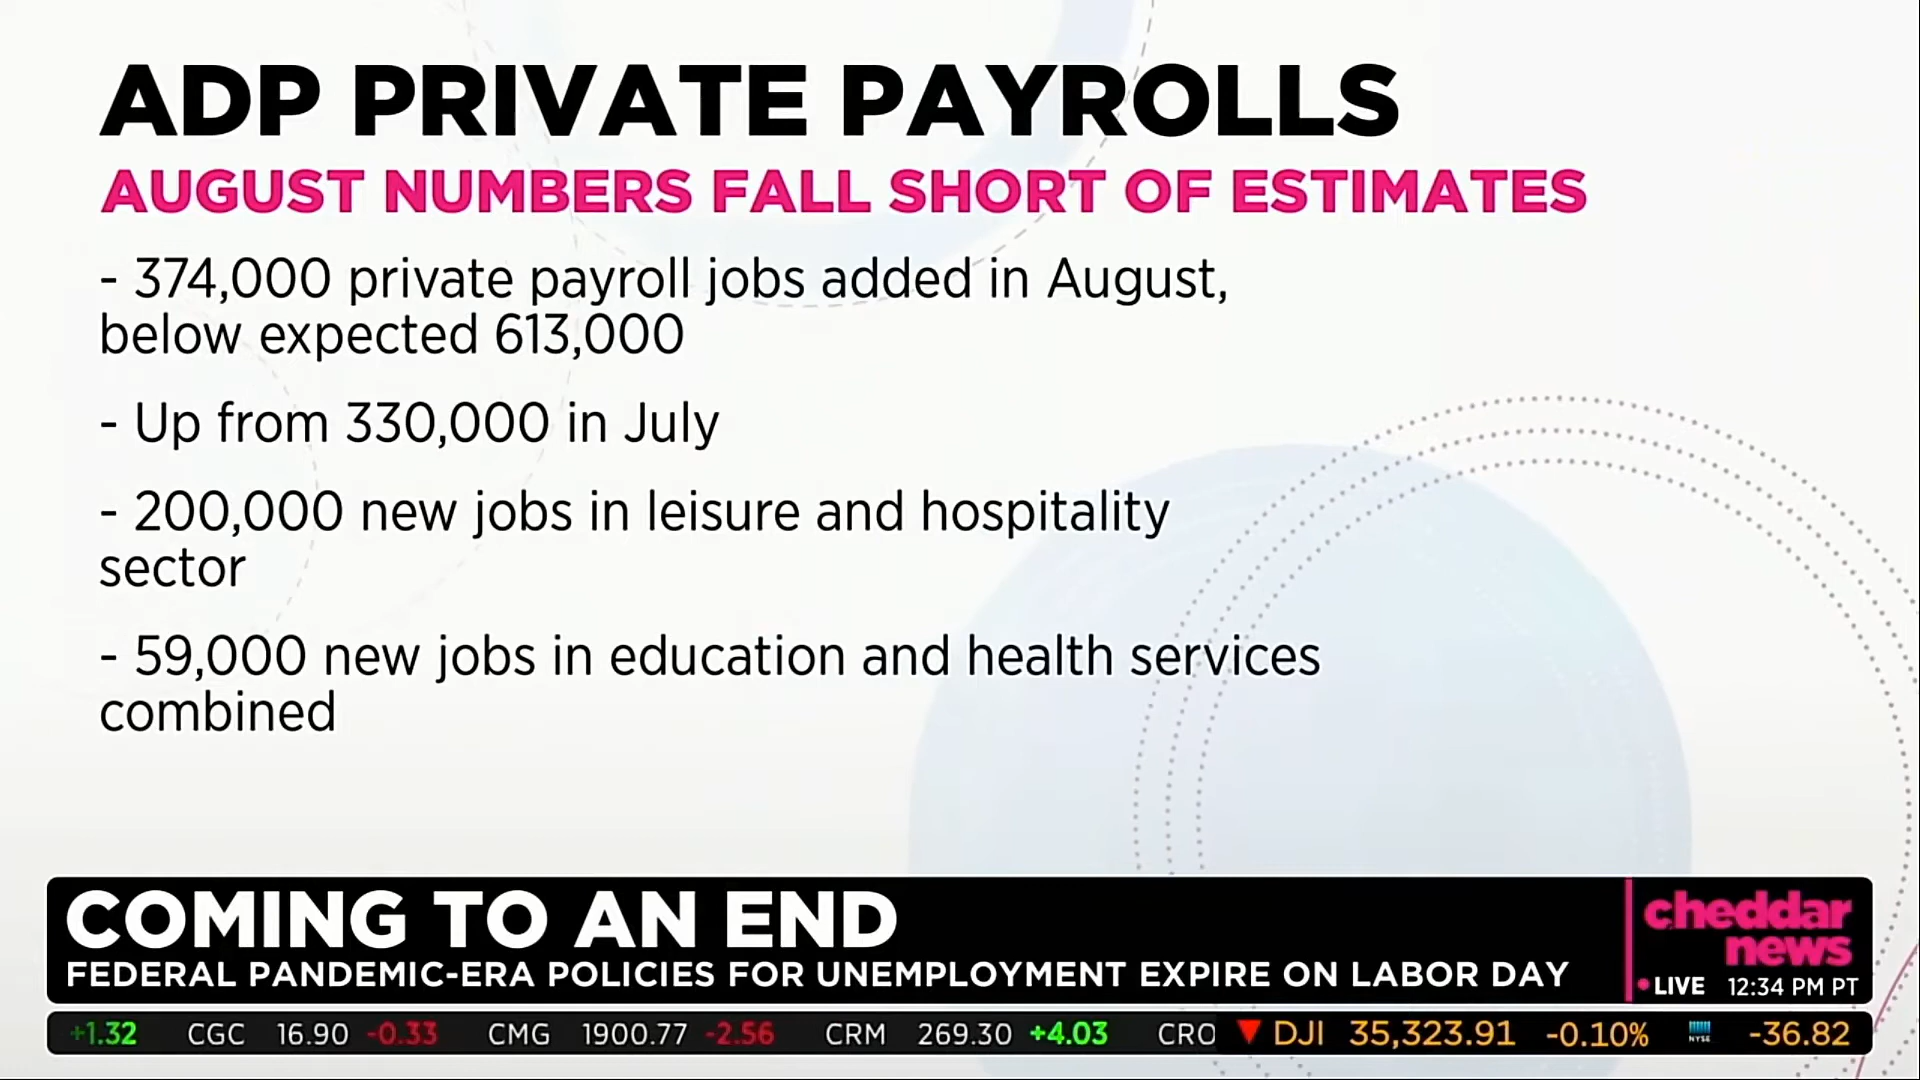 ADP PRIVATE PAYROLLS
AUGUST NUMBERS FALL SHORT OF ESTIMATES
- 374,000 private payroll jobs added in August,
below expected 613,000
- Up from 330,000 in July
- 200,000 new jobs in leisure and hospitality
sector
- 59,000 new jobs in education and health services
combined
COMING TO AN END
FEDERAL PANDEMIC-ERA POLICIES FOR UNEMPLOYMENT EXPIRE ON LABOR DAY
cheddar
news
LIVE 12:34 PM PT
+1.32 CGC 16.90 -0.33 CMG 1900.77 -2.56 CRM 269.30 +4.03 CRO ▼ DJI 35,323.91 -0.10% NYSE -36.82